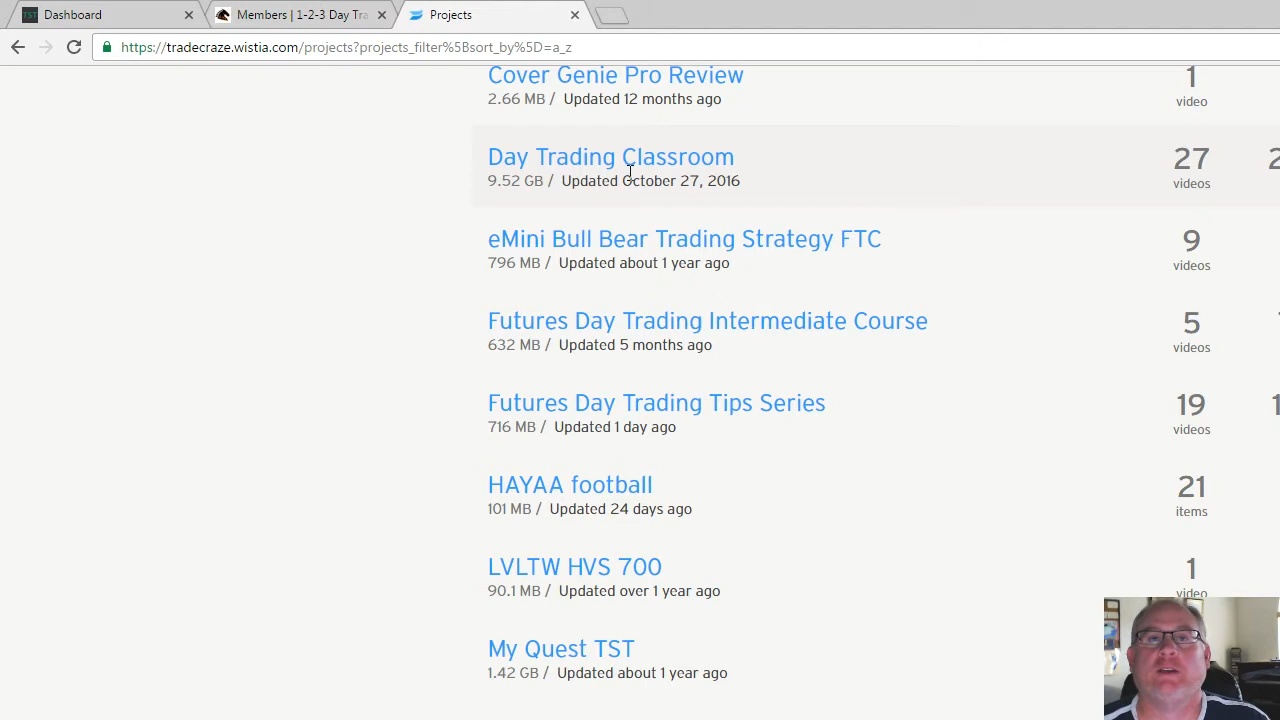 TST Dashboard
Members | 1-2-3 Day Tra
Projects
https://tradecraze.wistia.com/projects?projects_filter%5Bsort_by%5D=a_z
Cover Genie Pro Review
1
2.66 MB / Updated 12 months ago
video
Day Trading Classroom
27
2
9.52 GB / Updated October 27, 2016
videos
eMini Bull Bear Trading Strategy FTC
9
796 MB / Updated about 1 year ago
videos
Futures Day Trading Intermediate Course
5
632 MB / Updated 5 months ago
videos
Futures Day Trading Tips Series
19
1
716 MB / Updated 1 day ago
videos
HAYAA football
21
101 MB / Updated 24 days ago
items
LVLTW HVS 700
1
90.1 MB / Updated over 1 year ago
video
My Quest TST
1.42 GB / Updated about 1 year ago